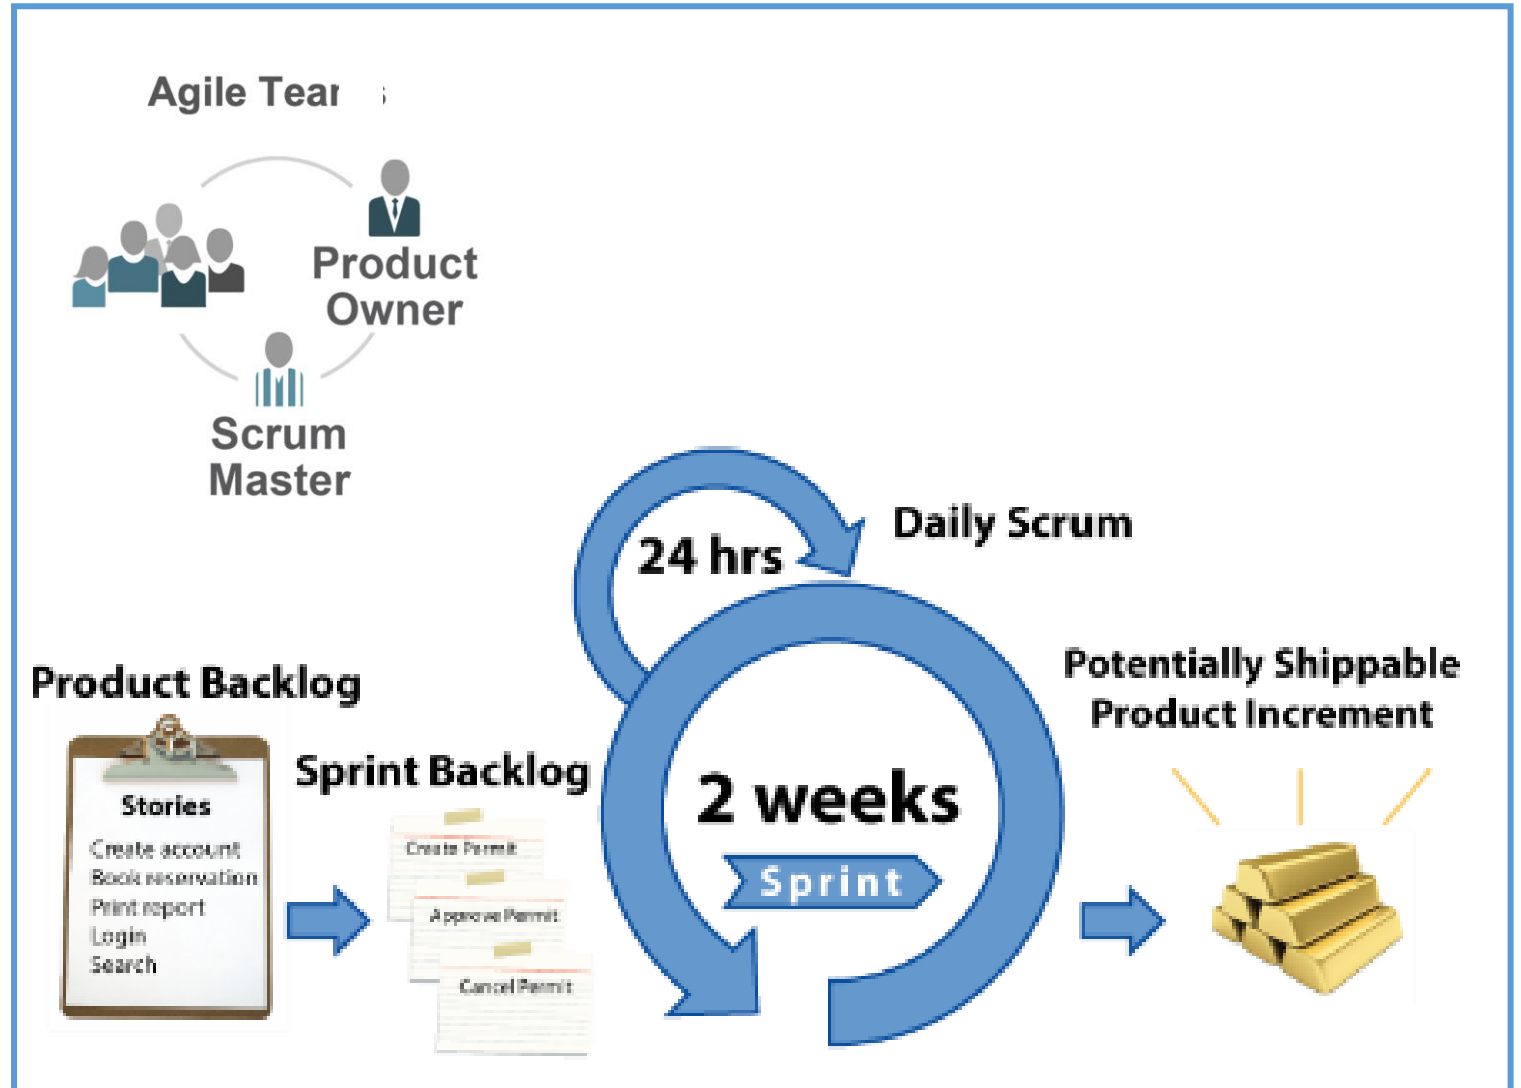 Agile Tea
Product
Owner
Scrum
Master
24 hrs
Daily Scrum
Product Backlog
Stories
Create account
Book reservation
Print report
Login
Search
Sprint Backlog
Create Permit
Approve Permit
Cancel Permit
2 weeks
Sprint
Potentially Shippable
Product Increment